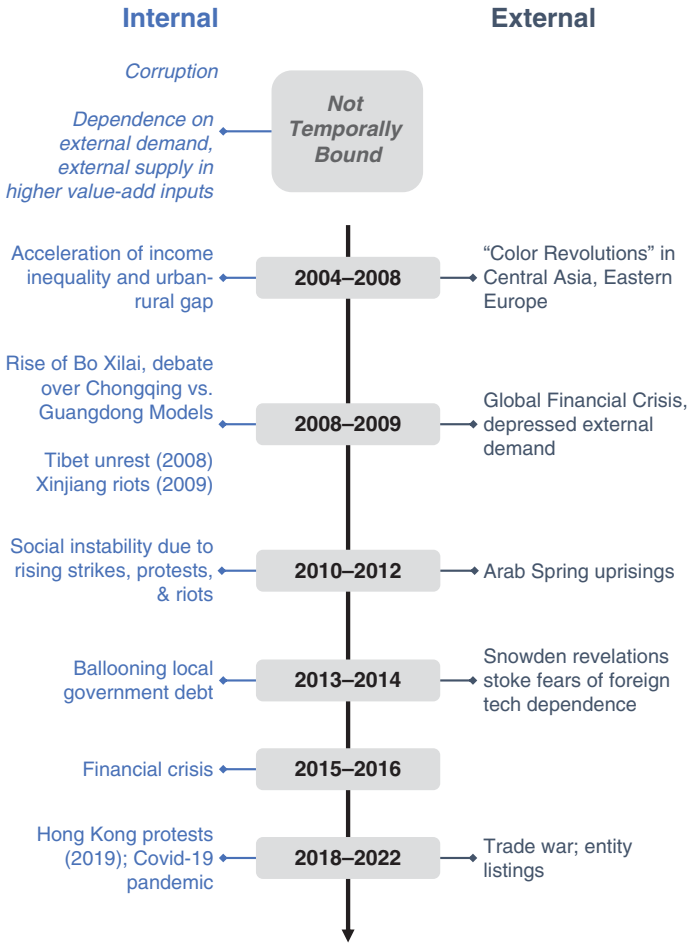 Internal
External
Corruption
Dependence on
external demand,
external supply in
higher value-add inputs
Not
Temporally
Bound
Acceleration of income
inequality and urban-
rural gap
2004–2008
“Color Revolutions” in
Central Asia, Eastern
Europe
Rise of Bo Xilai, debate
over Chongqing vs.
Guangdong Models
Tibet unrest (2008)
Xinjiang riots (2009)
2008–2009
Global Financial Crisis,
depressed external
demand
Social instability due to
rising strikes, protests,
& riots
2010–2012
Arab Spring uprisings
Ballooning local
government debt
2013–2014
Snowden revelations
stoke fears of foreign
tech dependence
Financial crisis
2015–2016
Hong Kong protests
(2019); Covid-19
pandemic
2018–2022
Trade war; entity
listings